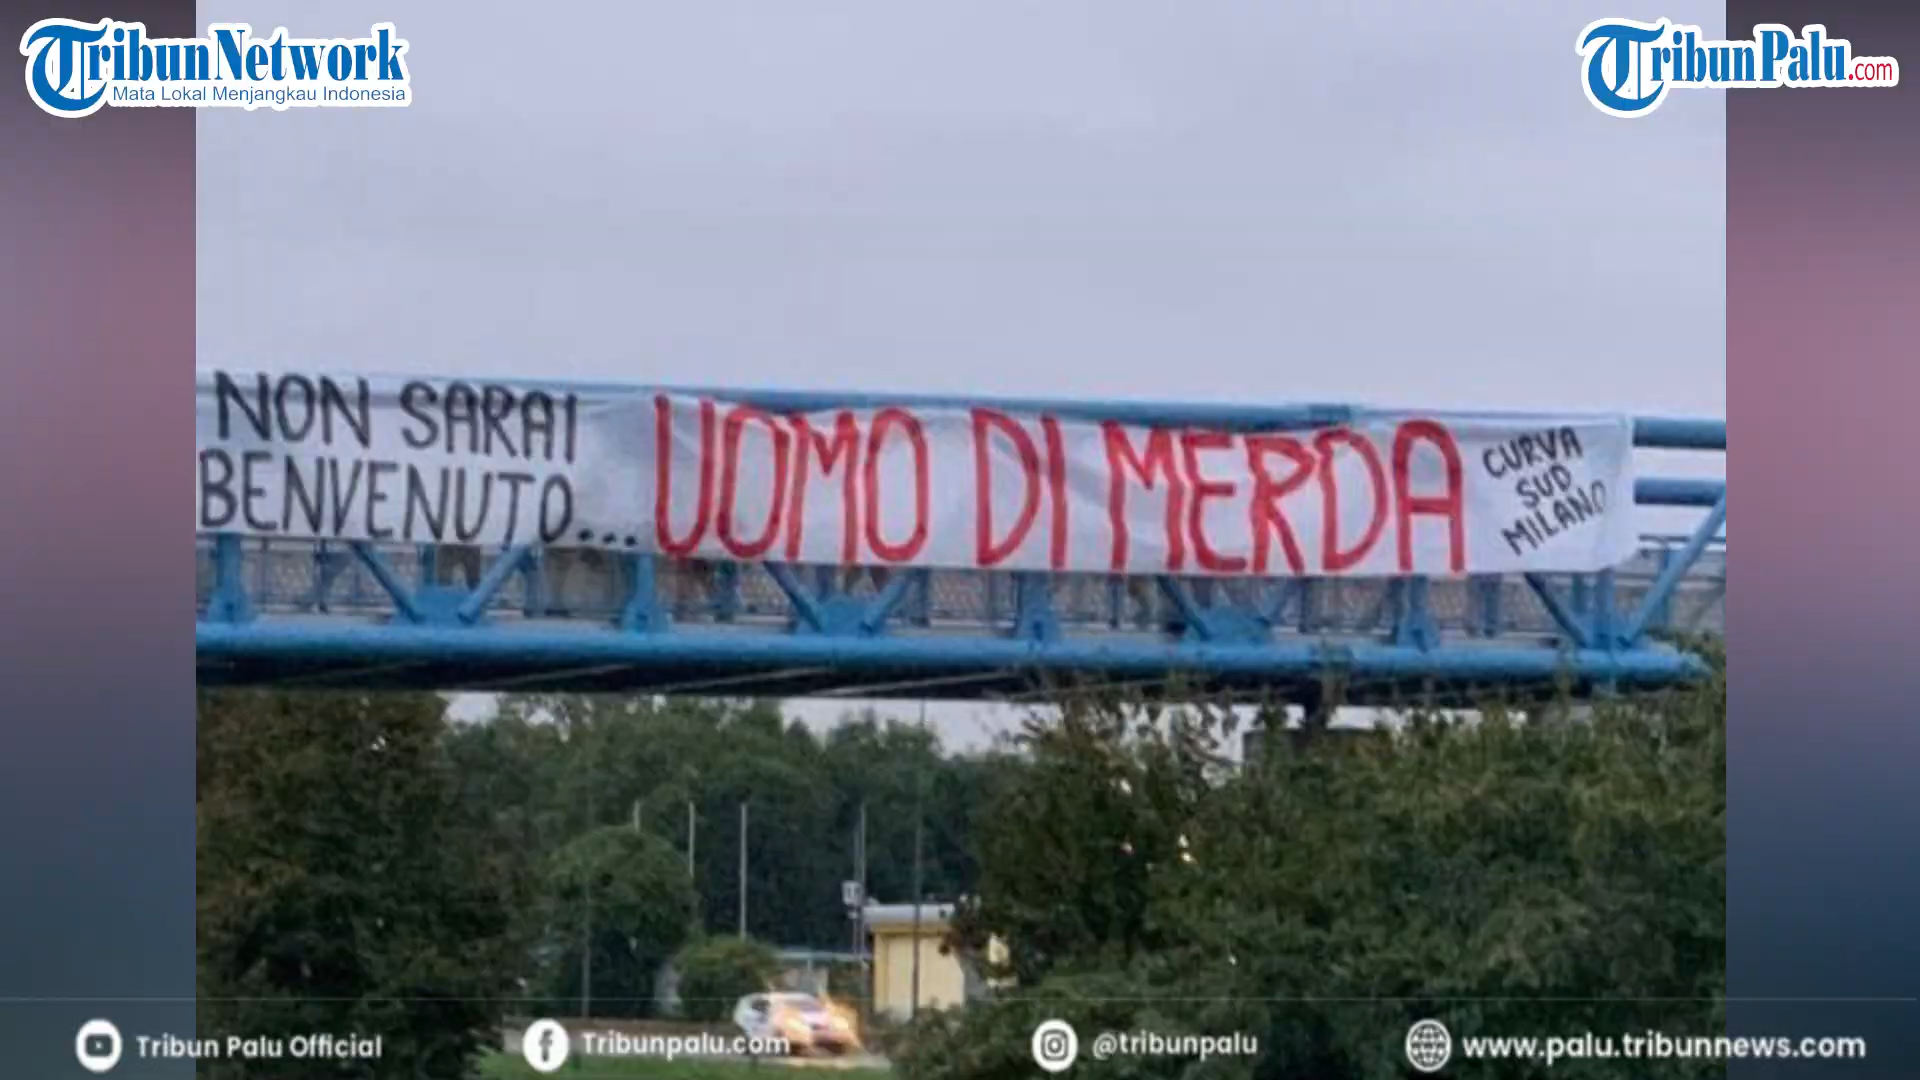 TribunNetwork
Mata Lokal Menjangkau Indonesia
TribunPalu.com
NON SARAI
BENVENUTO...
UOMO DI MERDA
CURVA
SUD
MILANO
Tribun Palu Official
Tribunpalu.com
@tribunpalu
www.palu.tribunnews.com